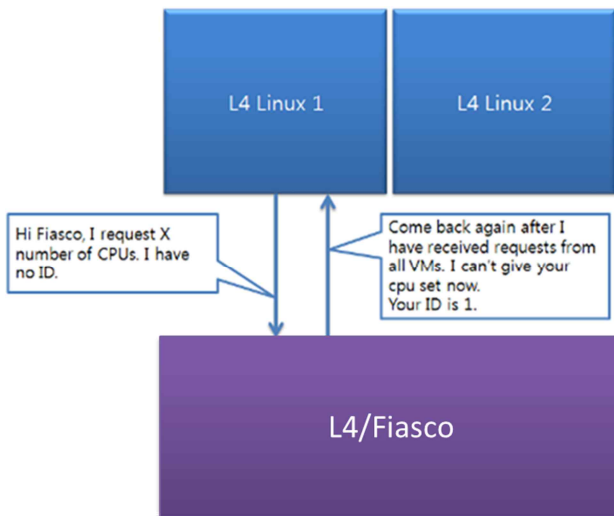 L4 Linux 1
L4 Linux 2
Hi Fiasco, I request X
number of CPUs. I have
no ID.
Come back again after I
have received requests from
all VMs. I can't give your
cpu set now.
Your ID is 1.
L4/Fiasco